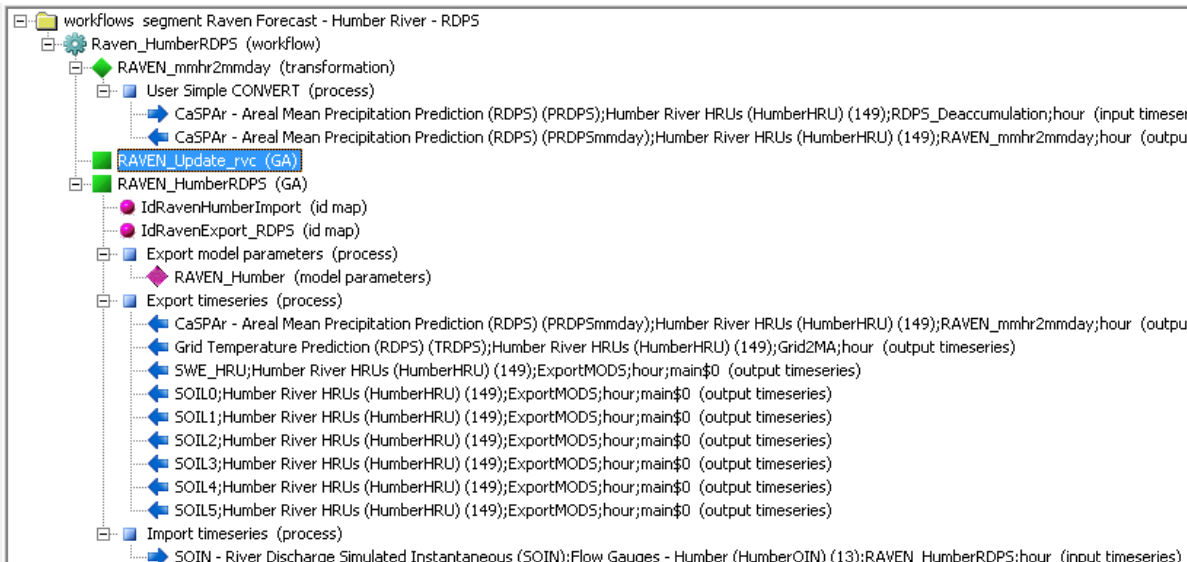 workflows segment Raven Forecast - Humber River - RDPS
Raven_HumberRDPS (workflow)
RAVEN_mmhr2mmday (transformation)
User Simple CONVERT (process)
CaSPAr - Areal Mean Precipitation Prediction (RDPS) (PRDPS);Humber River HRUs (HumberHRU) (149);RDPS_Deaccumulation;hour (input timeser
CaSPAr - Areal Mean Precipitation Prediction (RDPS) (PRDPSmmday);Humber River HRUs (HumberHRU) (149);RAVEN_mmhr2mmday;hour (outpu
RAVEN_Update_rvc (GA)
RAVEN_HumberRDPS (GA)
IdRavenHumberImport (id map)
IdRavenExport_RDPS (id map)
Export model parameters (process)
RAVEN_Humber (model parameters)
Export timeseries (process)
CaSPAr - Areal Mean Precipitation Prediction (RDPS) (PRDPSmmday);Humber River HRUs (HumberHRU) (149);RAVEN_mmhr2mmday;hour (outpu
Grid Temperature Prediction (RDPS) (TRDPS);Humber River HRUs (HumberHRU) (149);Grid2MA;hour (output timeseries)
SWE_HRU;Humber River HRUs (HumberHRU) (149);ExportMODS;hour;main$0 (output timeseries)
SOIL0;Humber River HRUs (HumberHRU) (149);ExportMODS;hour;main$0 (output timeseries)
SOIL1;Humber River HRUs (HumberHRU) (149);ExportMODS;hour;main$0 (output timeseries)
SOIL2;Humber River HRUs (HumberHRU) (149);ExportMODS;hour;main$0 (output timeseries)
SOIL3;Humber River HRUs (HumberHRU) (149);ExportMODS;hour;main$0 (output timeseries)
SOIL4;Humber River HRUs (HumberHRU) (149);ExportMODS;hour;main$0 (output timeseries)
SOIL5;Humber River HRUs (HumberHRU) (149);ExportMODS;hour;main$0 (output timeseries)
Import timeseries (process)
SOIN - River Discharge Simulated Instantaneous (SOIN);Flow Gauges - Humber (HumberOIN) (13);RAVEN_HumberRDPS;hour (input timeseries)